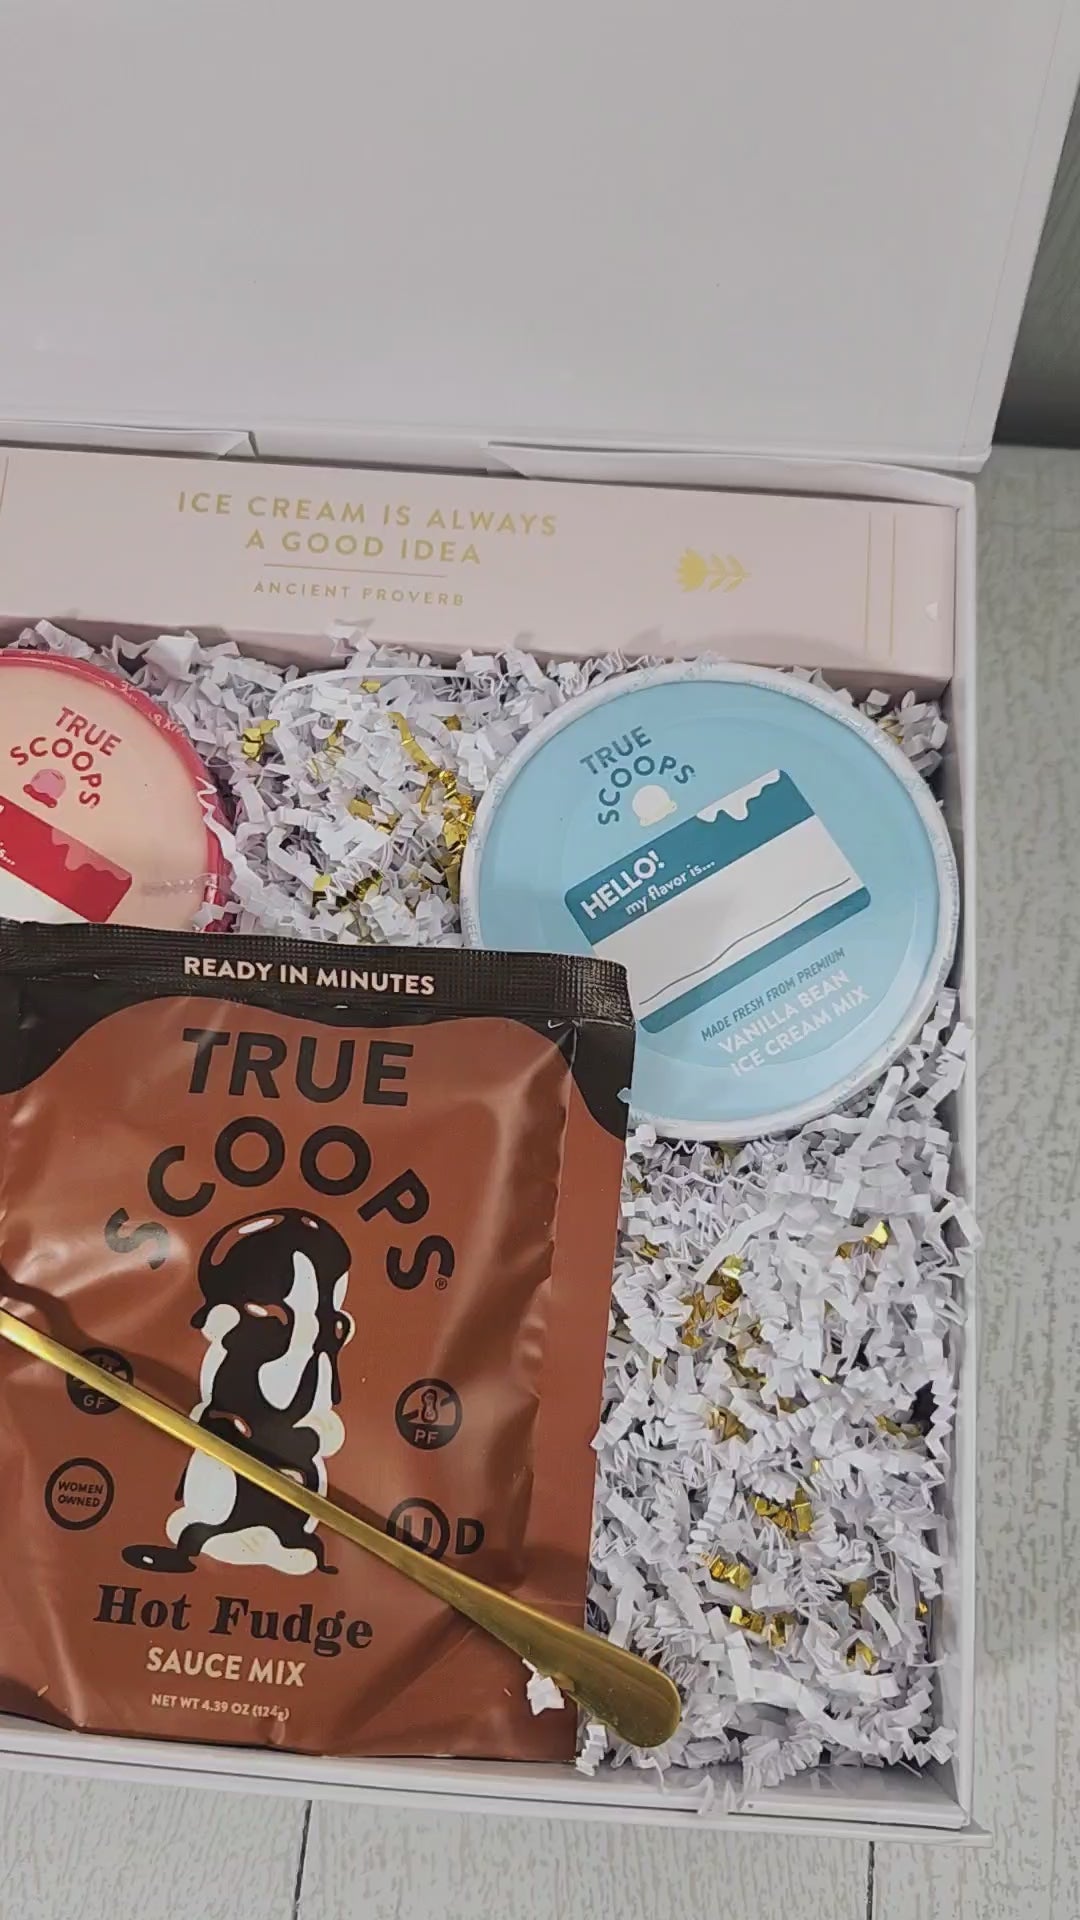 ICE CREAM IS ALWAYS
A GOOD IDEA
ANCIENT PROVERB
TRUE
SCOOPS
TRUE
SCOOPS
HELLO!
my flavor is...
MADE FRESH FROM PREMIUM
VANILLA BEAN
ICE CREAM MIX
READY IN MINUTES
TRUE
SCOOPS®
GF
PF
WOMEN
OWNED
U D
Hot Fudge
SAUCE MIX
NET WT 4.39 OZ (124g)